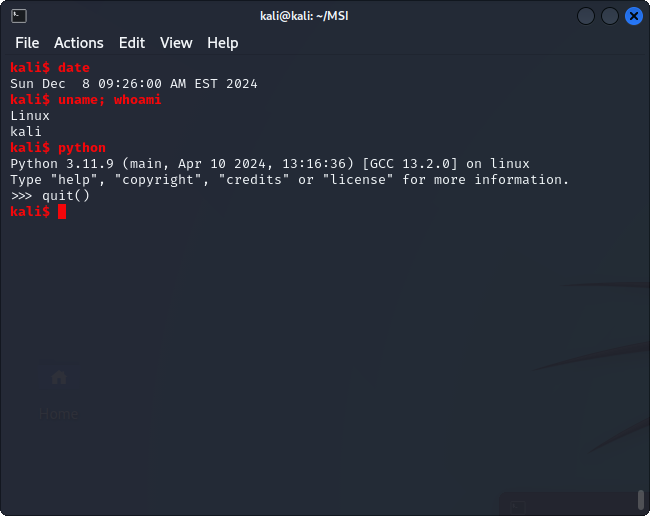 kali@kali: ~/MSI
File Actions Edit View Help
kali$ date
Sun Dec  8 09:26:00 AM EST 2024
kali$ uname; whoami
Linux
kali
kali$ python
Python 3.11.9 (main, Apr 10 2024, 13:16:36) [GCC 13.2.0] on linux
Type "help", "copyright", "credits" or "license" for more information.
>>> quit()
kali$
Home